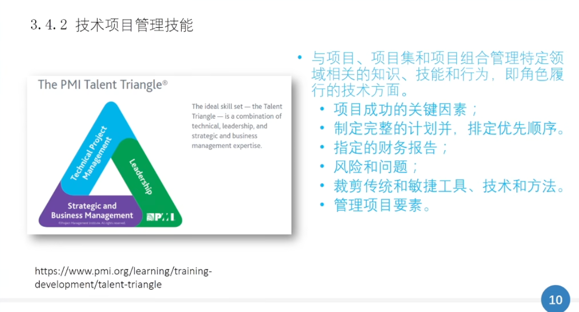 3.4.2 技术项目管理技能
The PMI Talent Triangle®
The ideal skill set — the Talent
Triangle — is a combination of
technical, leadership, and
strategic and business
management expertise.
Technical Project
Management
Leadership
Strategic and
Business Management
PMI
• 与项目、项目集和项目组合管理特定领
域相关的知识、技能和行为，即角色履
行的技术方面。
• 项目成功的关键因素；
• 制定完整的计划并，排定优先顺序。
• 指定的财务报告；
• 风险和问题；
• 裁剪传统和敏捷工具、技术和方法。
• 管理项目要素。
https://www.pmi.org/learning/training-
development/talent-triangle
10